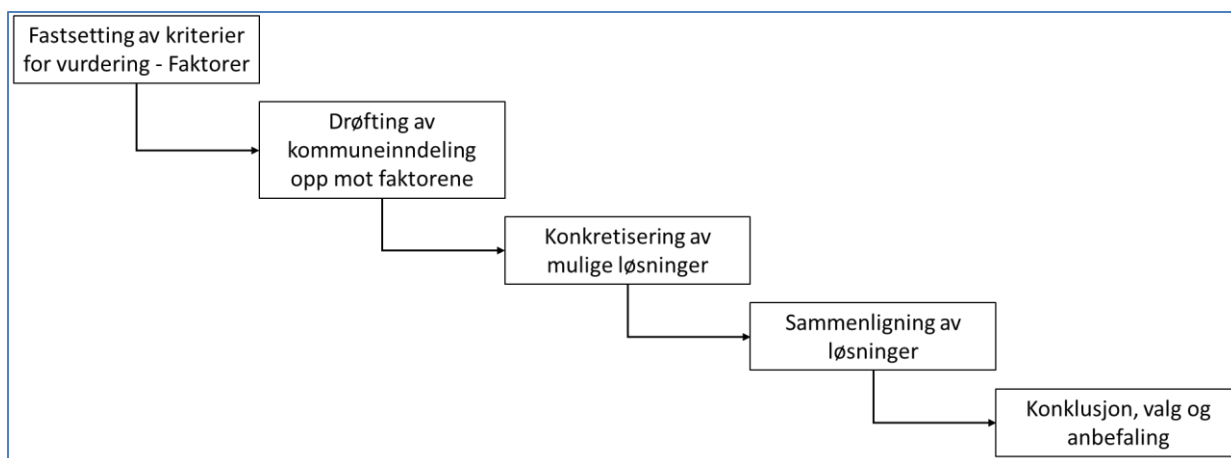 Fastsetting av kriterier
for vurdering - Faktorer
Drøfting av
kommuneinndeling
opp mot faktorene
Konkretisering av
mulige løsninger
Sammenligning av
løsninger
Konklusjon, valg og
anbefaling